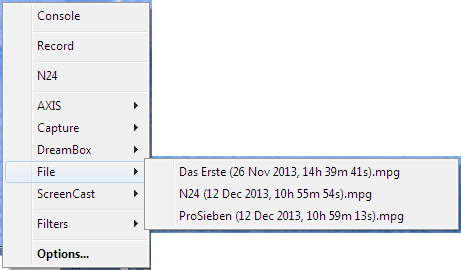 Console
Record
N24
AXIS
Capture
DreamBox
File
ScreenCast
Filters
Options...
Das Erste (26 Nov 2013, 14h 39m 41s).mpg
N24 (12 Dec 2013, 10h 55m 54s).mpg
ProSieben (12 Dec 2013, 10h 59m 13s).mpg